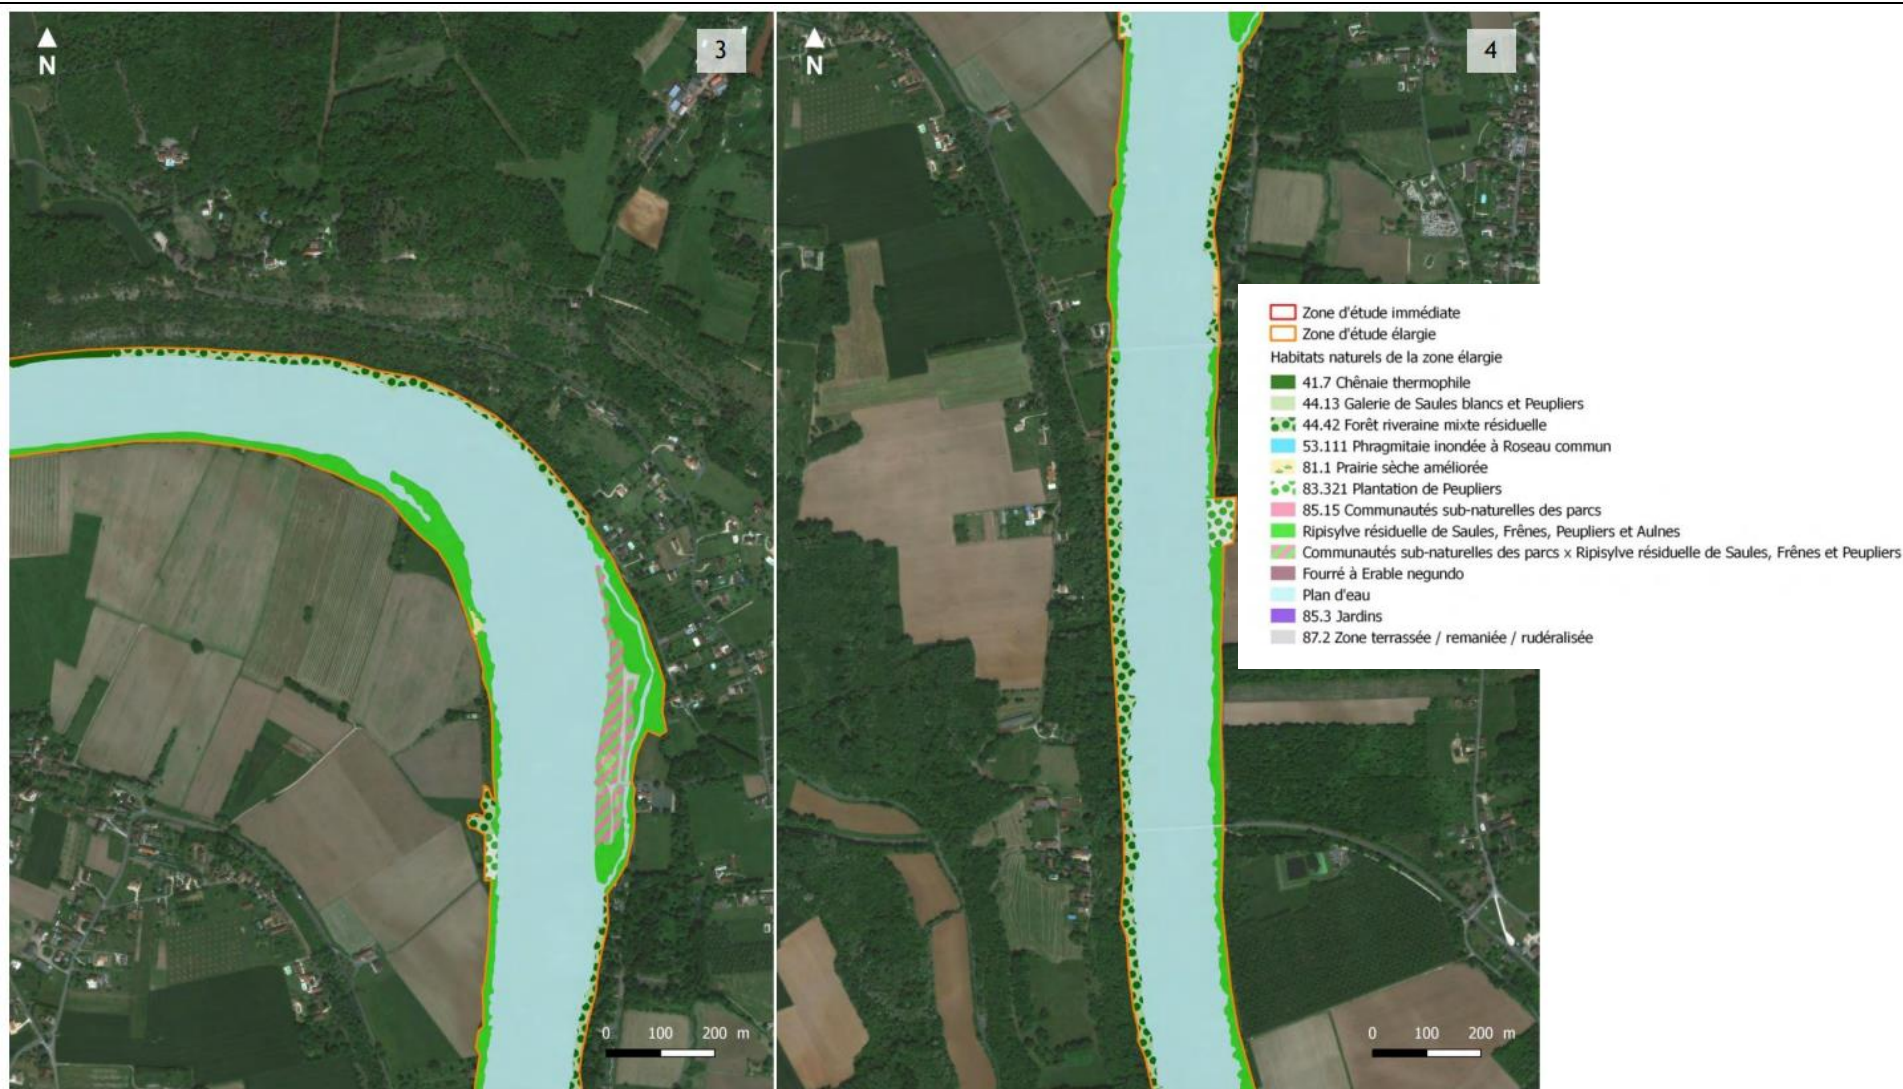 N
3
N
4
Zone d'étude immédiate
Zone d'étude élargie
Habitats naturels de la zone élargie
41.7 Chênaie thermophile
44.13 Galerie de Saules blancs et Peupliers
44.42 Forêt riveraine mixte résiduelle
53.111 Phragmitaie inondée à Roseau commun
81.1 Prairie sèche améliorée
83.321 Plantation de Peupliers
85.15 Communautés sub-naturelles des parcs
Ripisylve résiduelle de Saules, Frênes, Peupliers et Aulnes
Communautés sub-naturelles des parcs x Ripisylve résiduelle de Saules, Frênes et Peupliers
Fourré à Erable negundo
Plan d'eau
85.3 Jardins
87.2 Zone terrassée / remaniée / rudéralisée
0 100 200 m
0 100 200 m